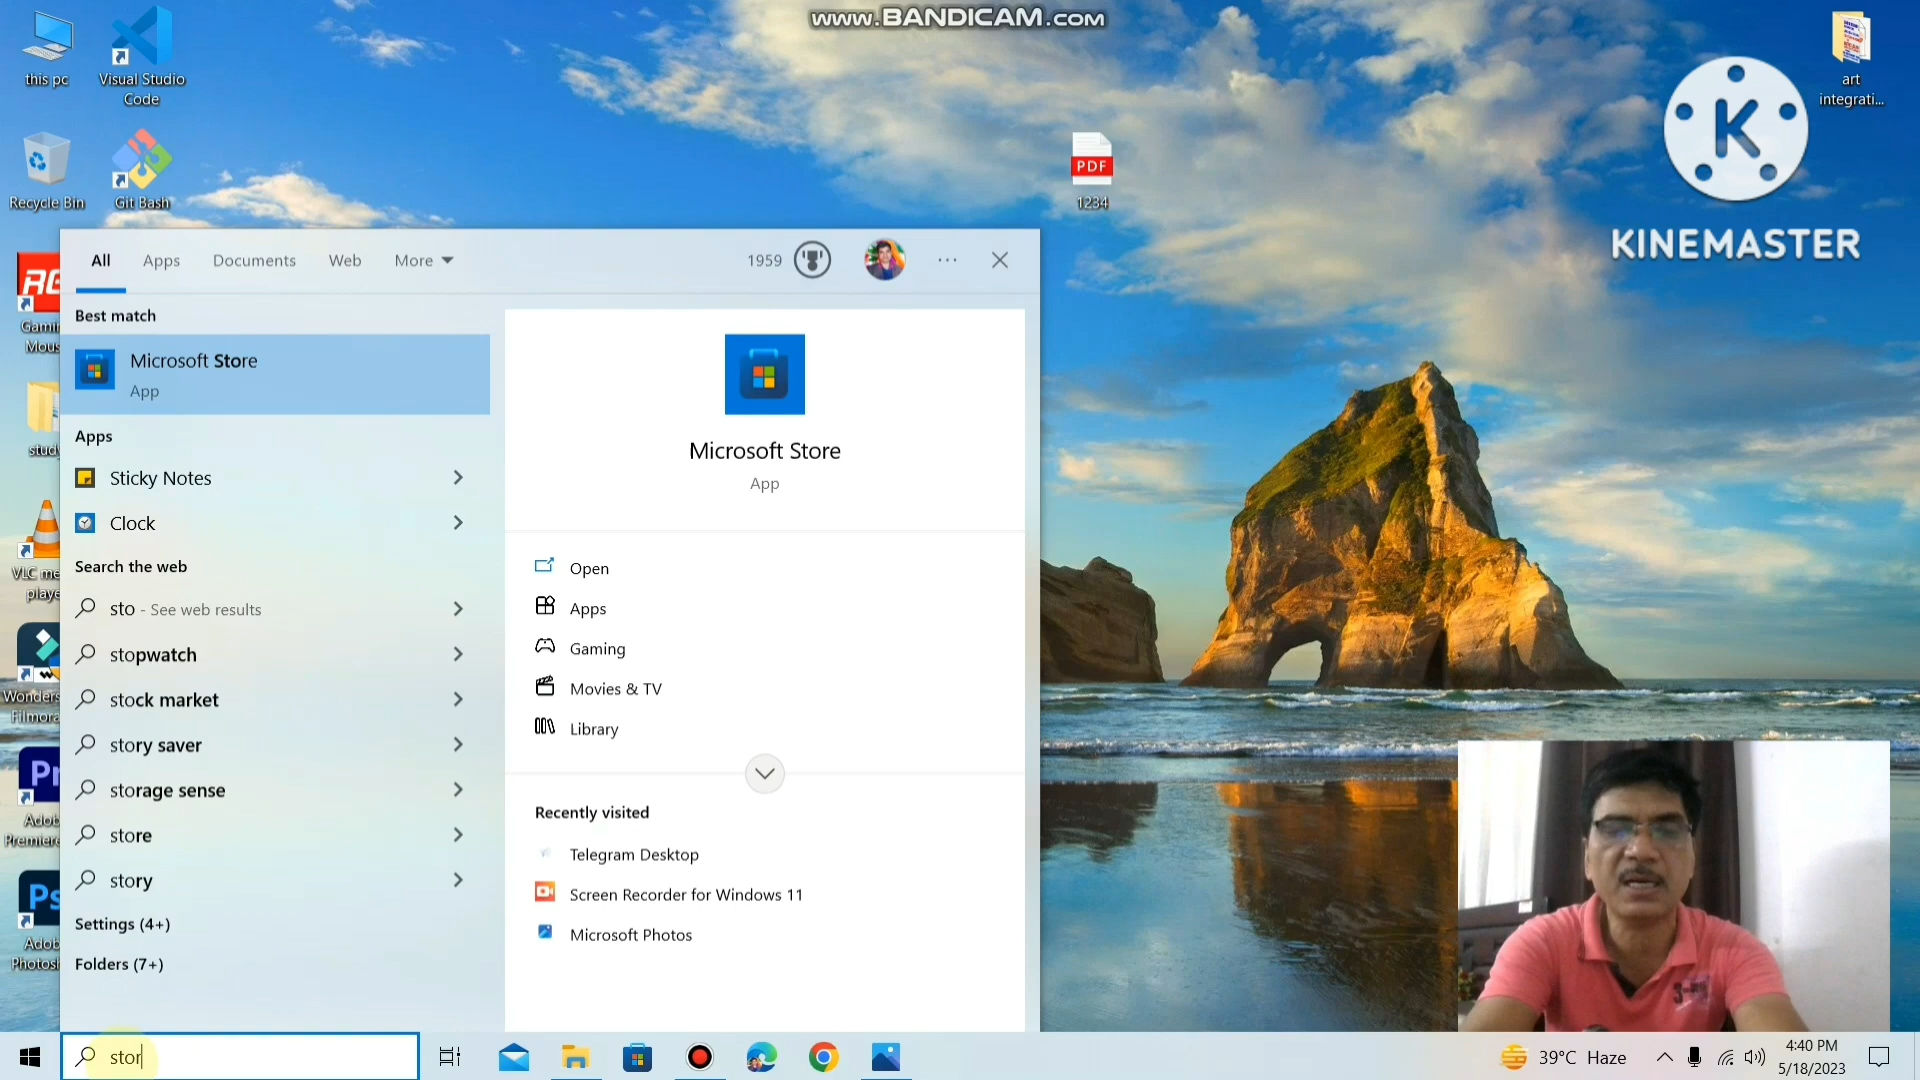 www.BANDICAM.com
this pc
Visual Studio
Code
art
integrati...
K
KINEMASTER
PDF
1234
Recycle Bin
Git Bash
All
Apps
Documents
Web
More
1959
Best match
Microsoft Store
App
Apps
Sticky Notes
Clock
Search the web
sto - See web results
stopwatch
stock market
story saver
storage sense
store
story
Settings (4+)
Folders (7+)
Microsoft Store
App
Open
Apps
Gaming
Movies & TV
Library
Recently visited
Telegram Desktop
Screen Recorder for Windows 11
Microsoft Photos
Pr
Ps
stor
39°C Haze
4:40 PM
5/18/2023